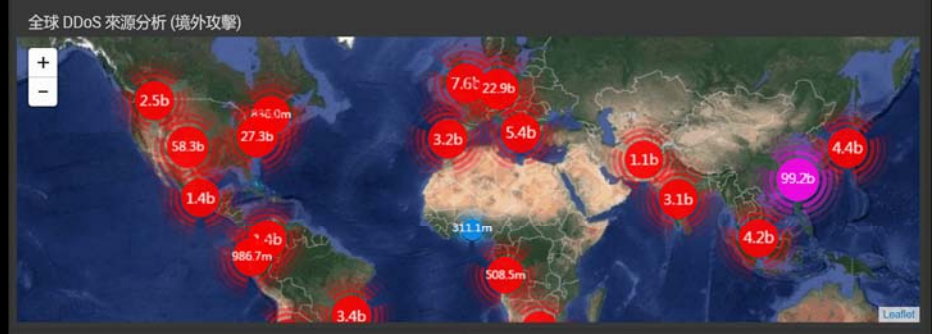 全球 DDoS 來源分析 (境外攻擊)
+
−
2.5b
58.3b
27.3b
1.4b
986.7m
3.4b
7.6b
22.9b
3.2b
5.4b
311.1m
508.5m
1.1b
3.1b
99.2b
4.4b
4.2b
Leaflet